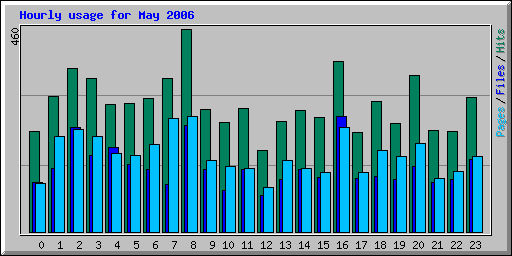 Hourly usage for May 2006
460
Pages / Files / Hits
0 1 2 3 4 5 6 7 8 9 10 11 12 13 14 15 16 17 18 19 20 21 22 23